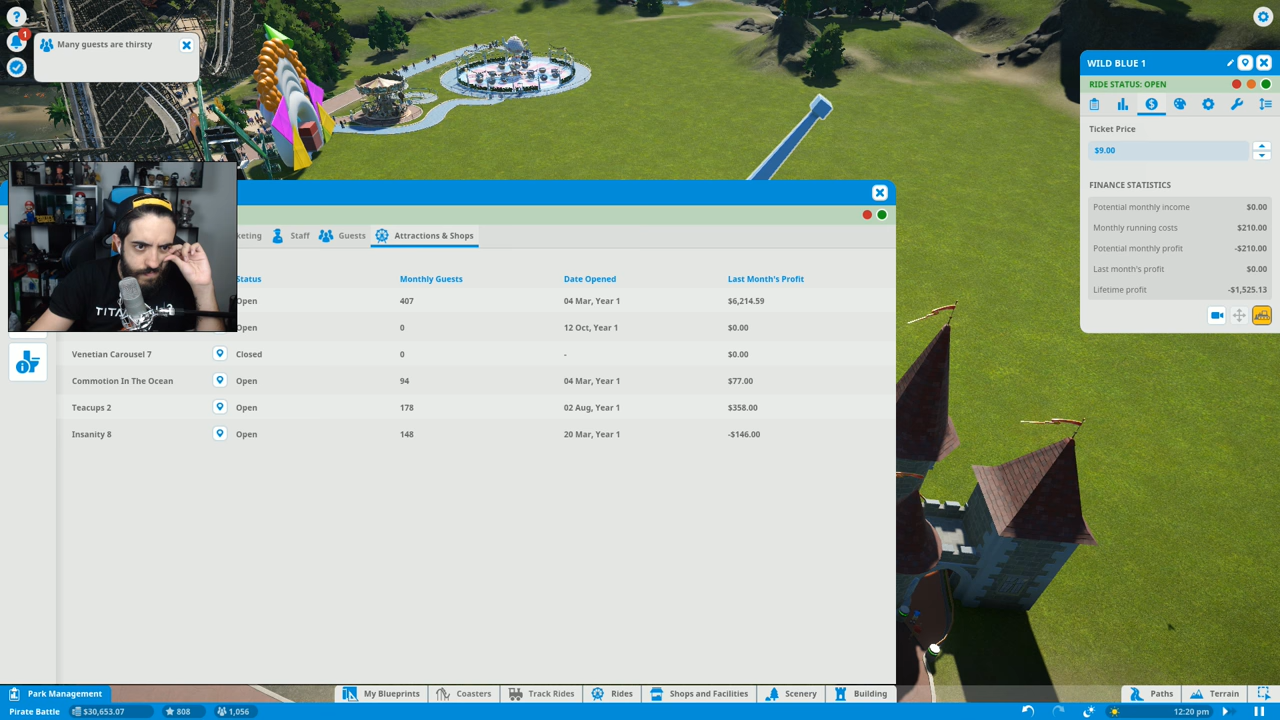 ?
1
Many guests are thirsty
WILD BLUE 1
RIDE STATUS: OPEN
Ticket Price
$9.00
FINANCE STATISTICS
Potential monthly income $0.00
Monthly running costs $210.00
Potential monthly profit -$210.00
Last month's profit $0.00
Lifetime profit -$1,525.13
keting Staff Guests Attractions & Shops
Status Monthly Guests Date Opened Last Month's Profit
Open 407 04 Mar, Year 1 $6,214.59
Open 0 12 Oct, Year 1 $0.00
Venetian Carousel 7 Closed 0 - $0.00
Commotion In The Ocean Open 94 04 Mar, Year 1 $77.00
Teacups 2 Open 178 02 Aug, Year 1 $358.00
Insanity 8 Open 148 20 Mar, Year 1 -$146.00
Park Management My Blueprints Coasters Track Rides Rides Shops and Facilities Scenery Building Paths Terrain
Pirate Battle $30,653.07 808 1,056 12:20 pm